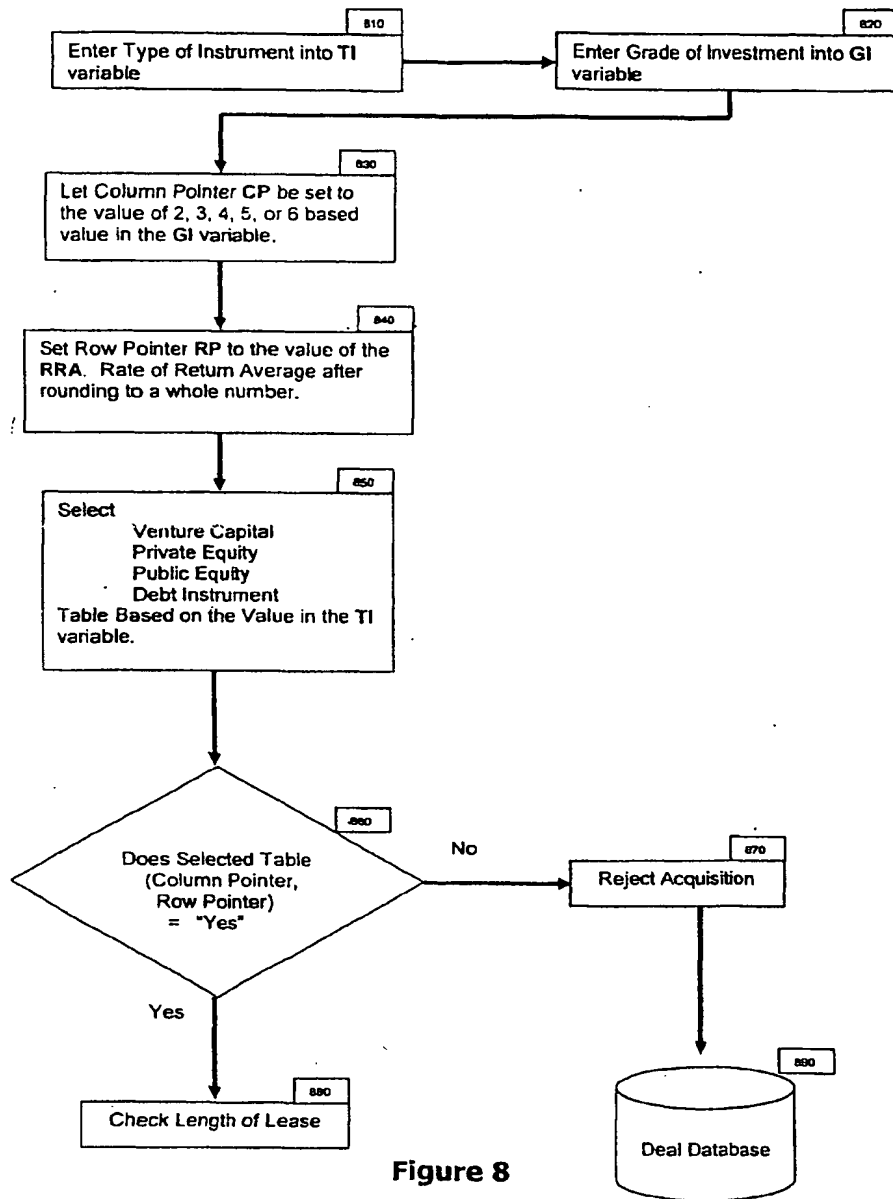 810
Enter Type of Instrument into TI
variable
820
Enter Grade of Investment into GI
variable
830
Let Column Pointer CP be set to
the value of 2, 3, 4, 5, or 6 based
value in the GI variable.
840
Set Row Pointer RP to the value of the
RRA. Rate of Return Average after
rounding to a whole number.
850
Select
Venture Capital
Private Equity
Public Equity
Debt Instrument
Table Based on the Value in the TI
variable.
860
Does Selected Table
(Column Pointer,
Row Pointer)
= "Yes"
No
870
Reject Acquisition
Yes
880
Check Length of Lease
890
Deal Database
Figure 8